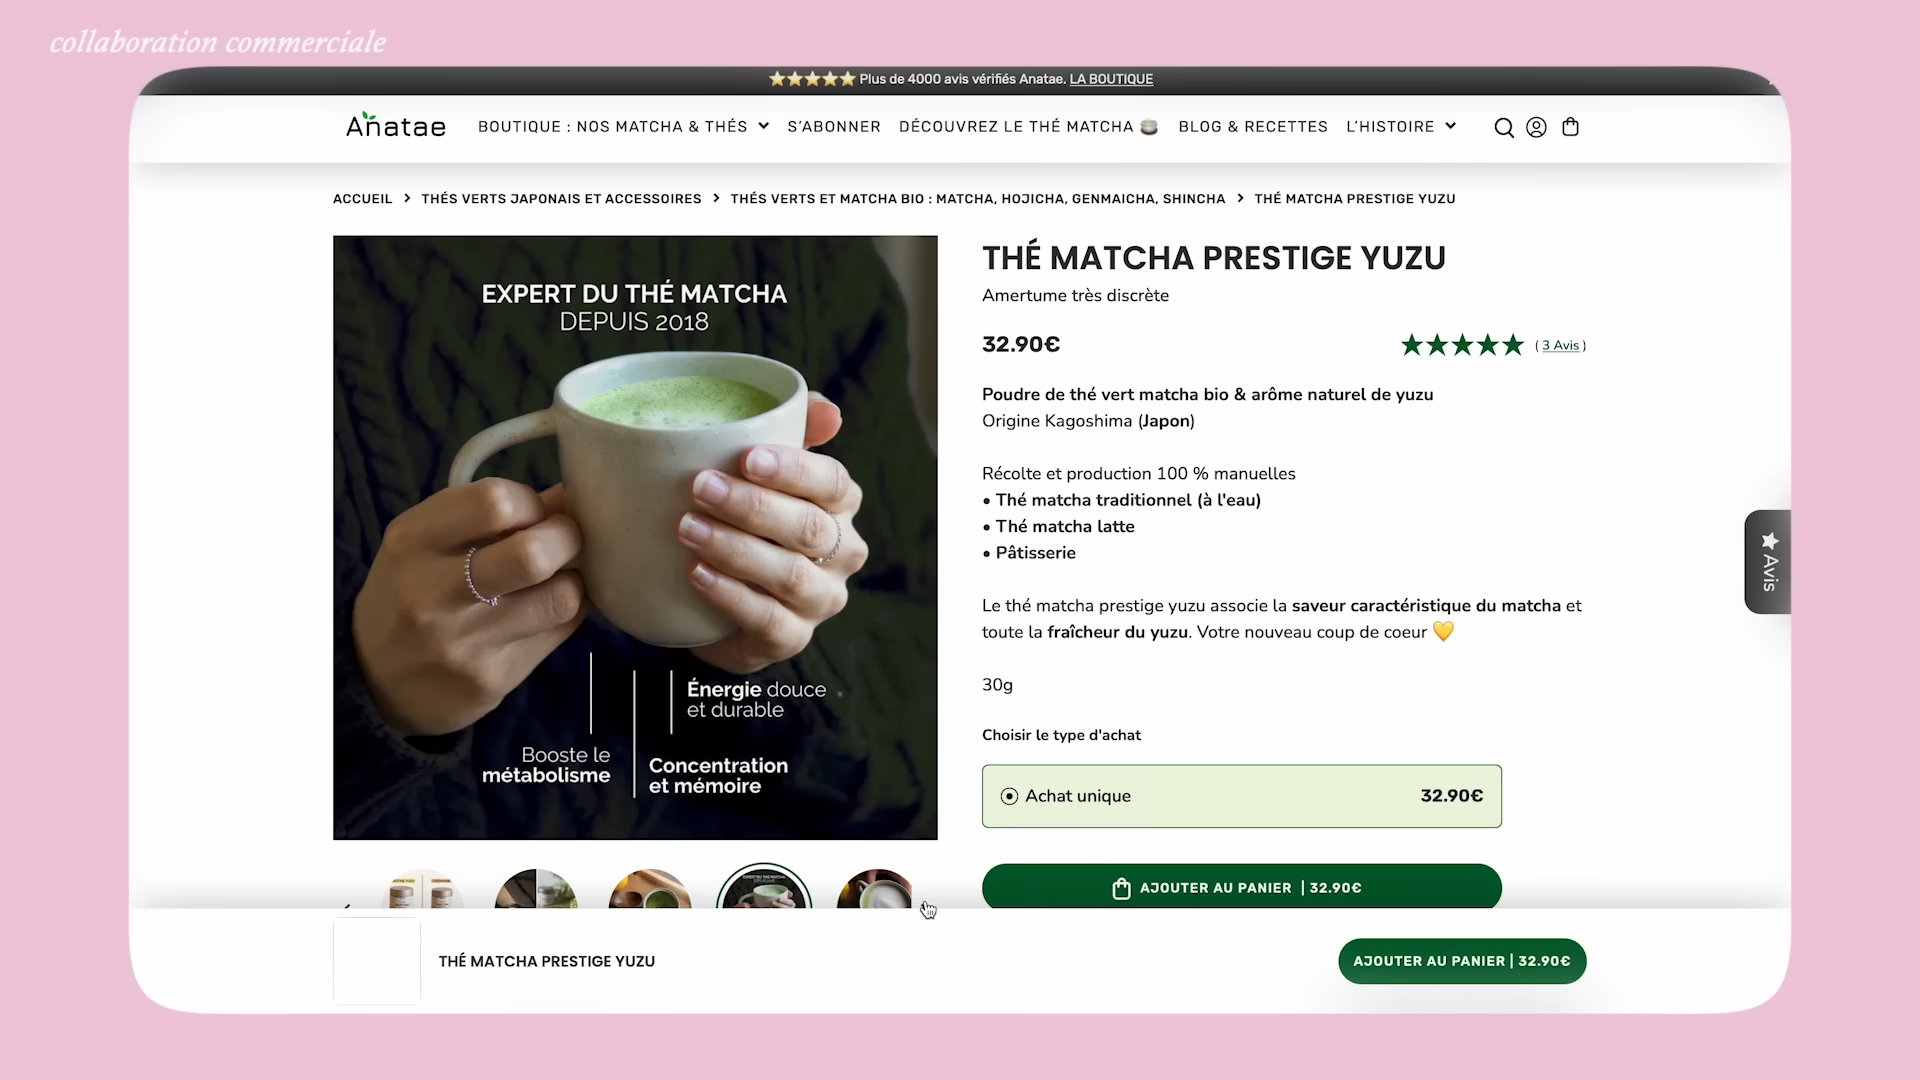 collaboration commerciale
Plus de 4000 avis vérifiés Anatae. LA BOUTIQUE
Anatae
BOUTIQUE : NOS MATCHA & THÉS
S'ABONNER
DÉCOUVREZ LE THÉ MATCHA
BLOG & RECETTES
L'HISTOIRE
ACCUEIL > THÉS VERTS JAPONAIS ET ACCESSOIRES > THÉS VERTS ET MATCHA BIO : MATCHA, HOJICHA, GENMAICHA, SHINCHA > THÉ MATCHA PRESTIGE YUZU
EXPERT DU THÉ MATCHA
DEPUIS 2018
Énergie douce
et durable
Booste le
métabolisme
Concentration
et mémoire
THÉ MATCHA PRESTIGE YUZU
Amertume très discrète
32.90€
( 3 Avis )
Poudre de thé vert matcha bio & arôme naturel de yuzu
Origine Kagoshima (Japon)
Récolte et production 100 % manuelles
• Thé matcha traditionnel (à l'eau)
• Thé matcha latte
• Pâtisserie
Le thé matcha prestige yuzu associe la saveur caractéristique du matcha et
toute la fraîcheur du yuzu. Votre nouveau coup de coeur 💛
30g
Choisir le type d'achat
Achat unique 32.90€
AJOUTER AU PANIER | 32.90€
★ Avis
THÉ MATCHA PRESTIGE YUZU
AJOUTER AU PANIER | 32.90€